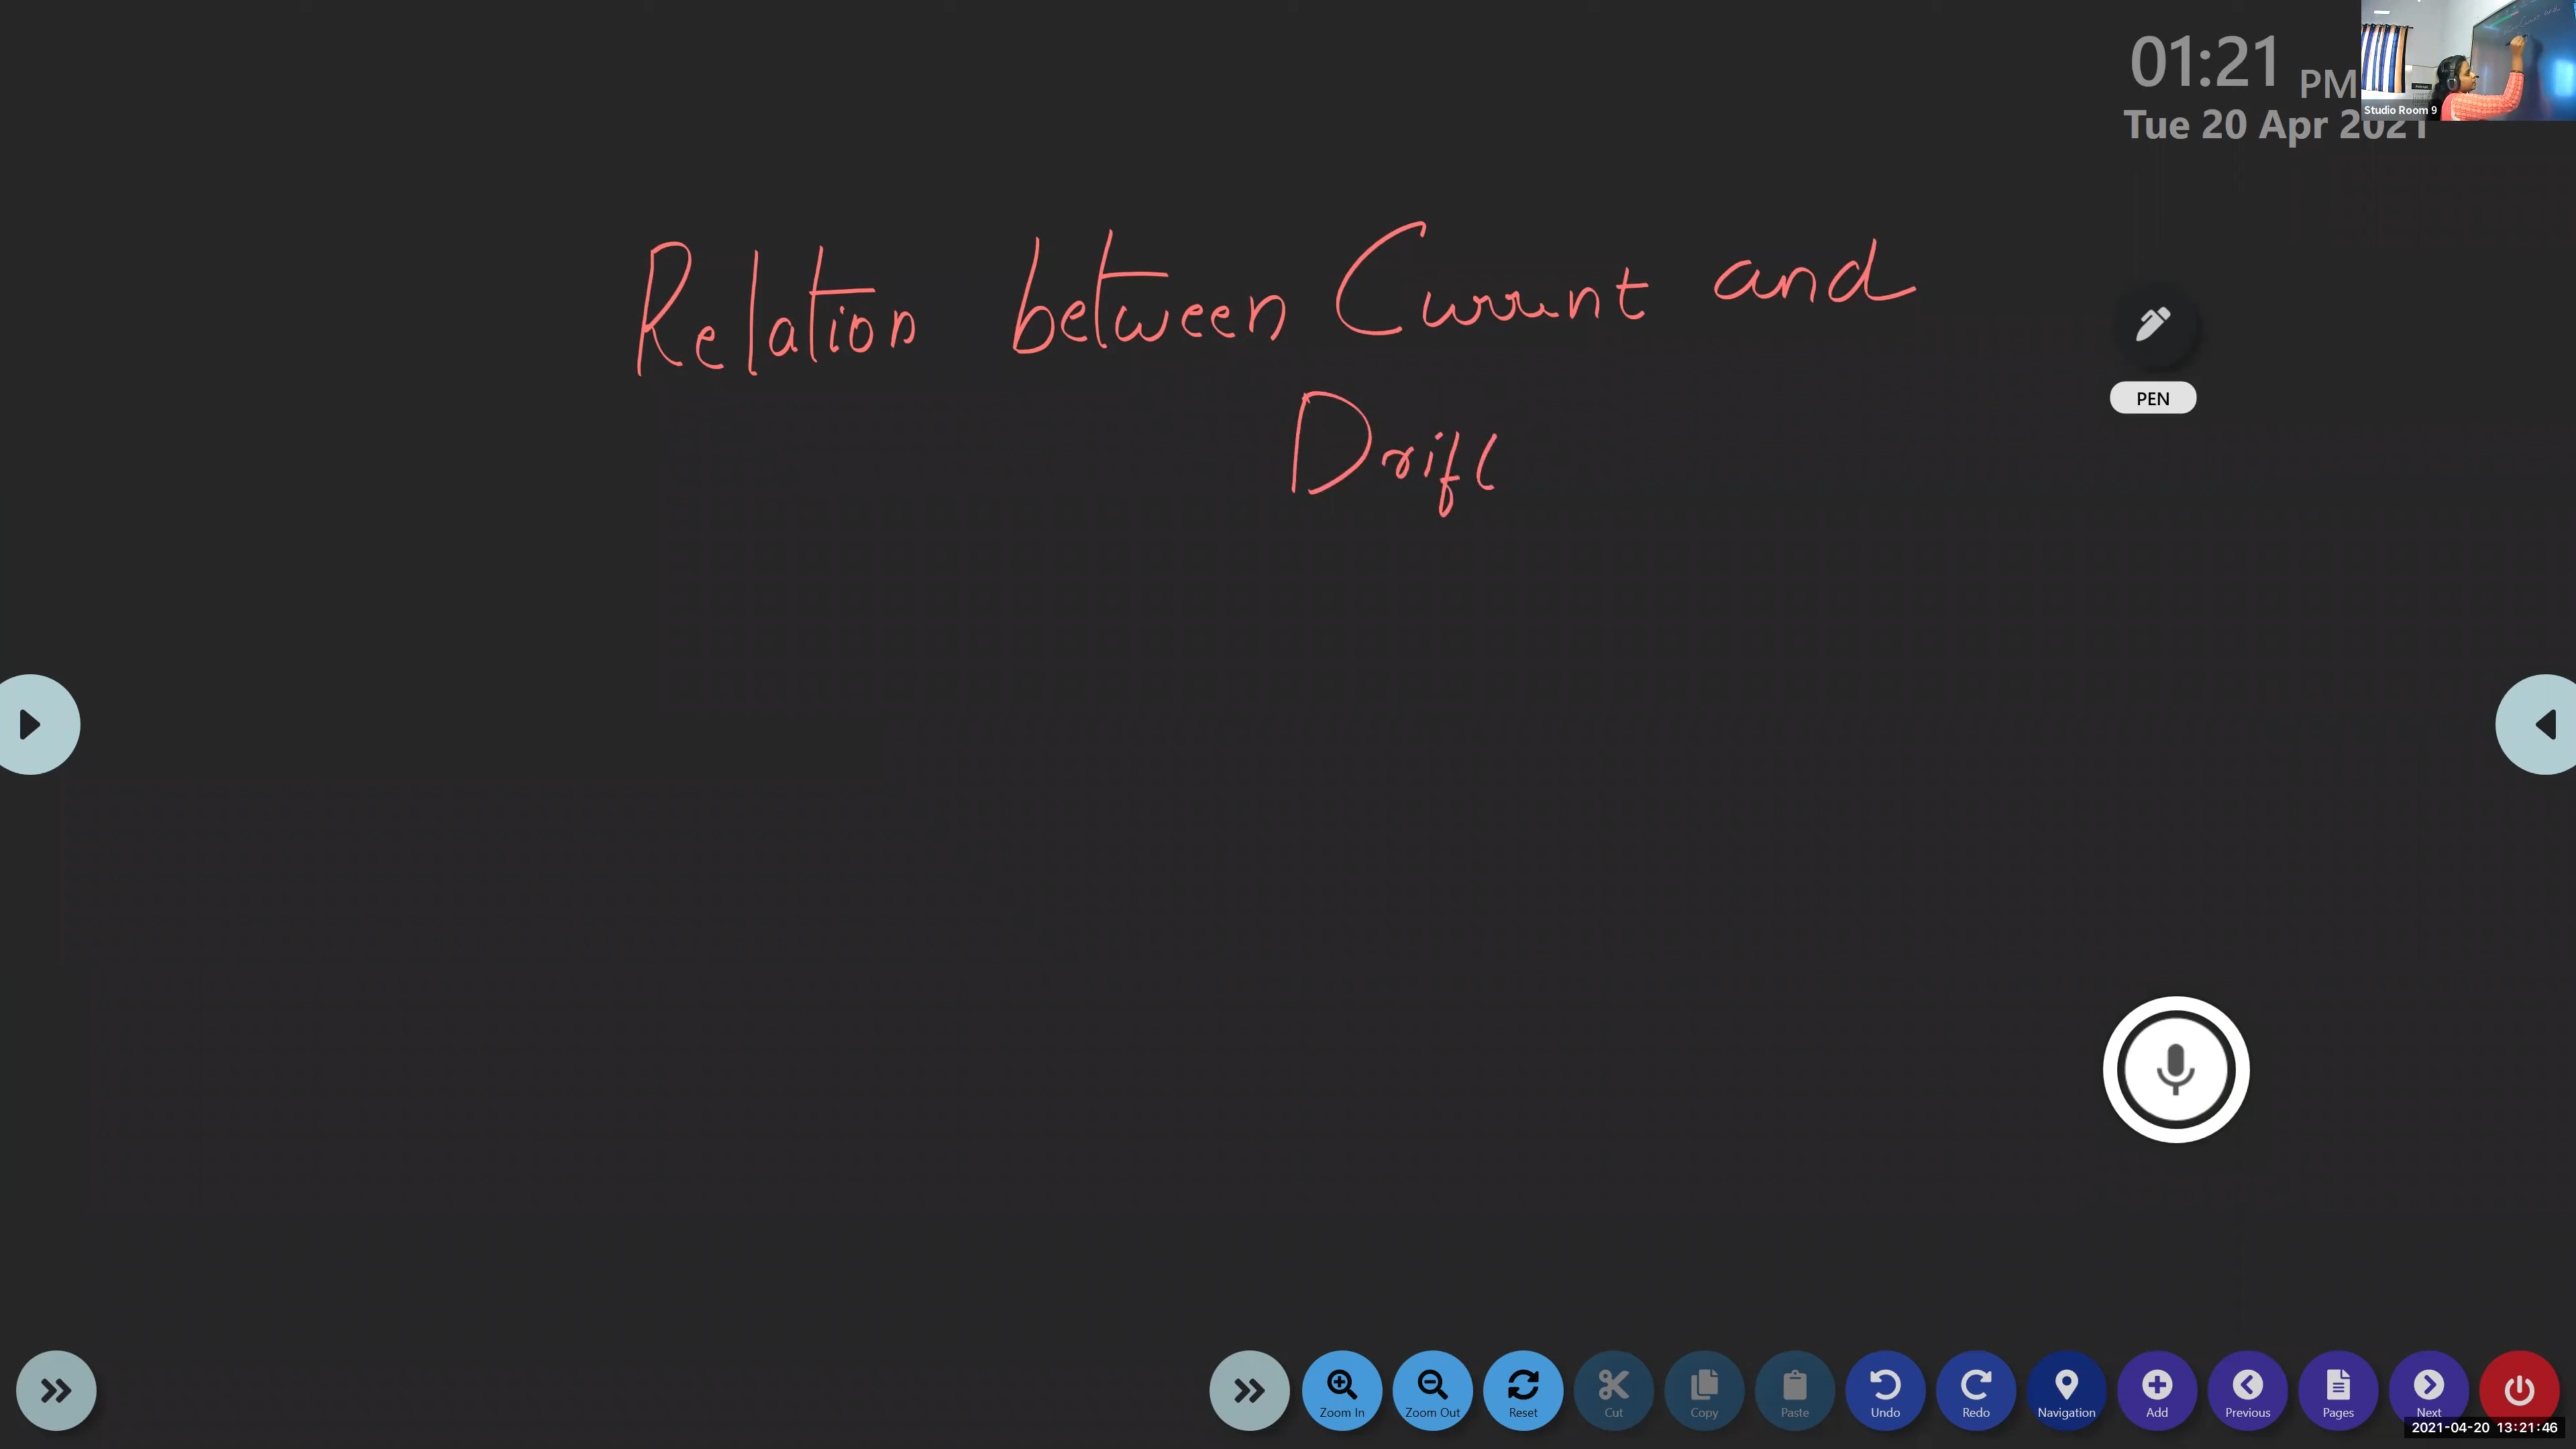 01:21 PM
Tue 20 Apr 2021
Studio Room 9
Relation between Current and
Drift
PEN
Zoom In
Zoom Out
Reset
Cut
Copy
Paste
Undo
Redo
Navigation
Add
Previous
Pages
Next
2021-04-20 13:21:46